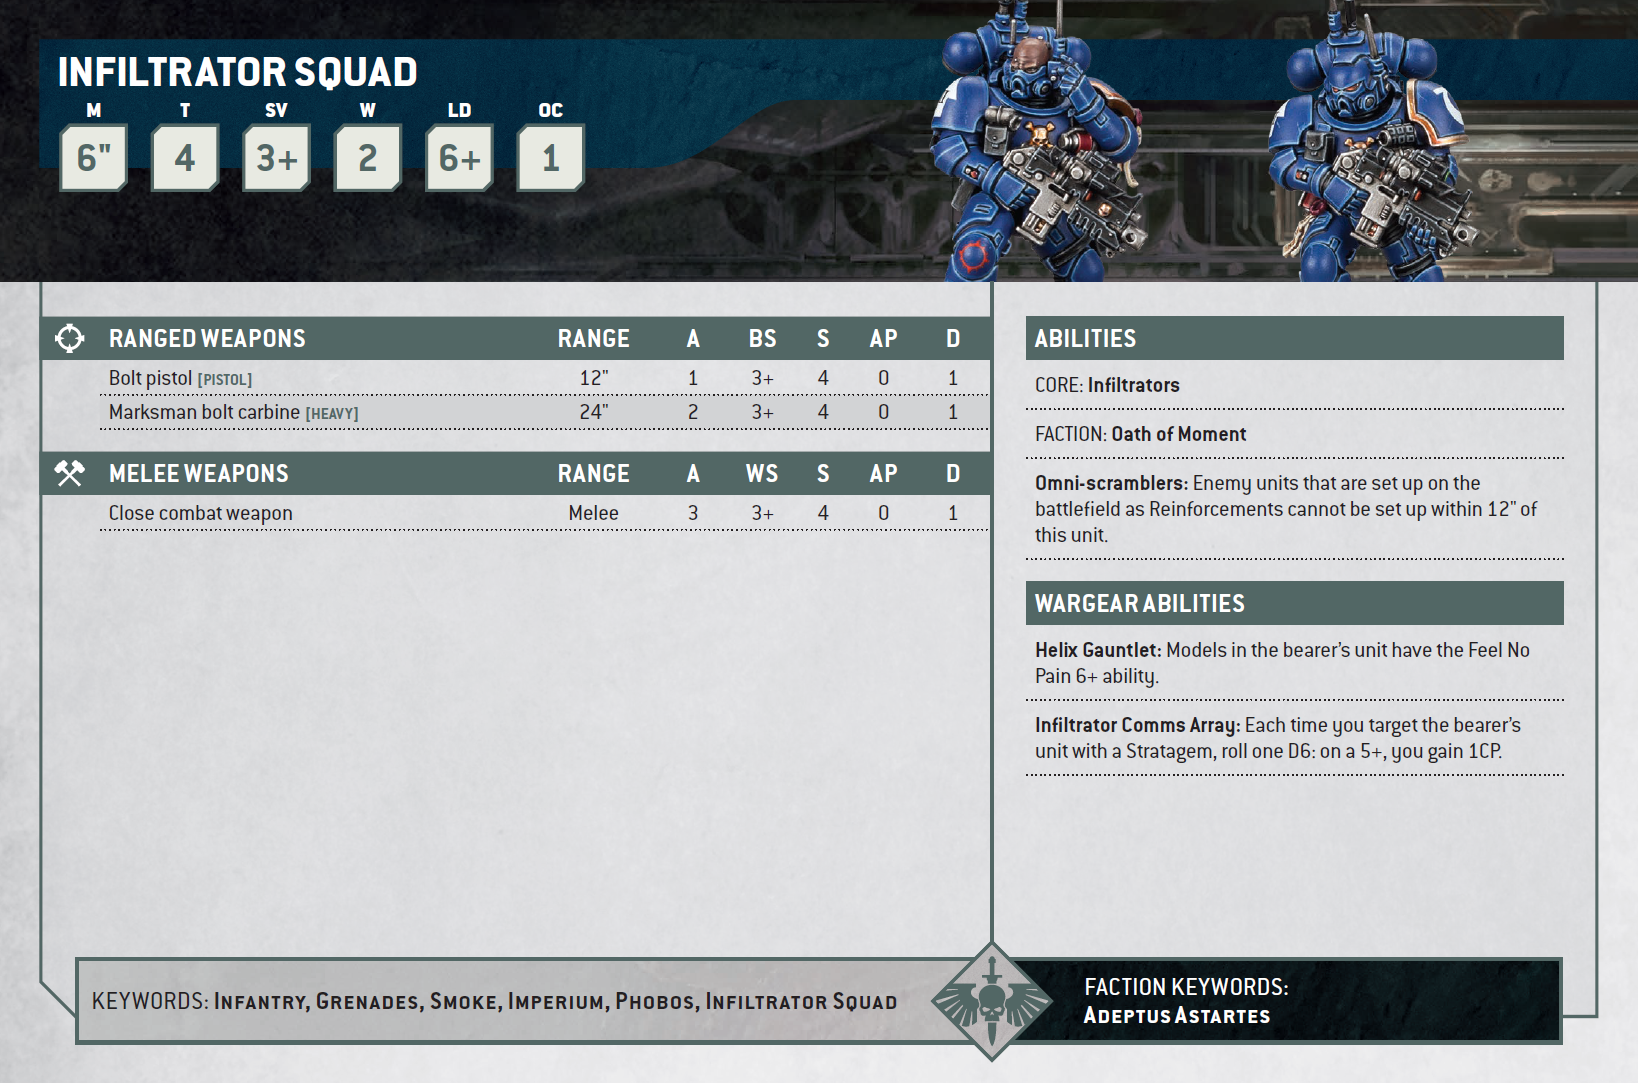 INFILTRATOR SQUAD
M T SV W LD OC
6" 4 3+ 2 6+ 1
RANGED WEAPONS RANGE A BS S AP D
Bolt pistol [PISTOL] 12" 1 3+ 4 0 1
Marksman bolt carbine [HEAVY] 24" 2 3+ 4 0 1
MELEE WEAPONS RANGE A WS S AP D
Close combat weapon Melee 3 3+ 4 0 1
ABILITIES
CORE: Infiltrators
FACTION: Oath of Moment
Omni-scramblers: Enemy units that are set up on the
battlefield as Reinforcements cannot be set up within 12" of
this unit.
WARGEAR ABILITIES
Helix Gauntlet: Models in the bearer's unit have the Feel No
Pain 6+ ability.
Infiltrator Comms Array: Each time you target the bearer's
unit with a Stratagem, roll one D6: on a 5+, you gain 1CP.
KEYWORDS: INFANTRY, GRENADES, SMOKE, IMPERIUM, PHOBOS, INFILTRATOR SQUAD
FACTION KEYWORDS:
ADEPTUS ASTARTES